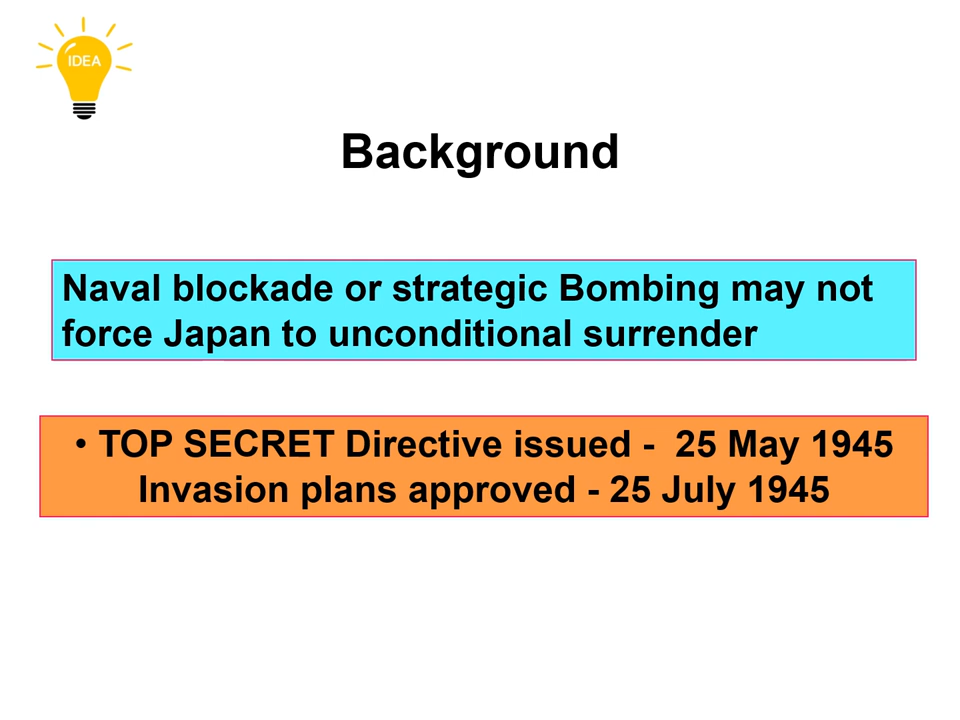 IDEA
Background
Naval blockade or strategic Bombing may not
force Japan to unconditional surrender
• TOP SECRET Directive issued -  25 May 1945
Invasion plans approved - 25 July 1945